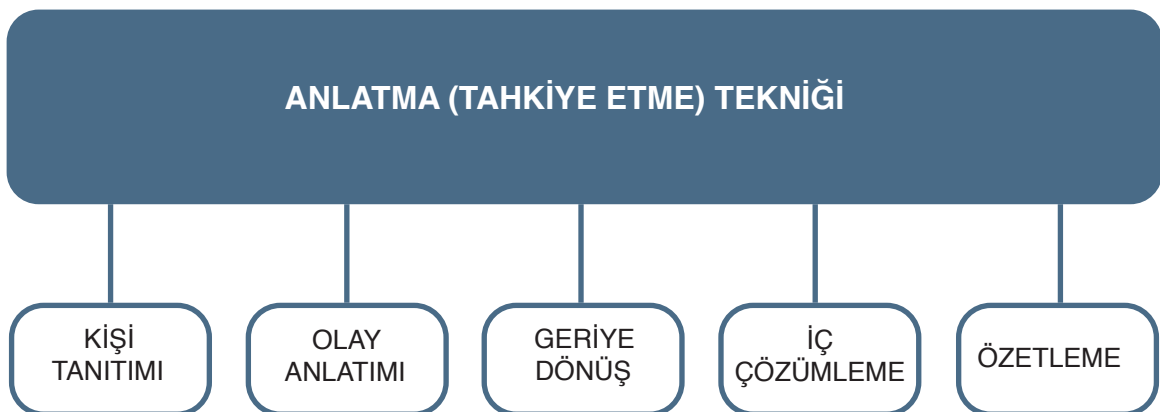 ANLATMA (TAHKİYE ETME) TEKNİĞİ
KİŞİ
TANITIMI
OLAY
ANLATIMI
GERİYE
DÖNÜŞ
İÇ
ÇÖZÜMLEME
ÖZETLEME